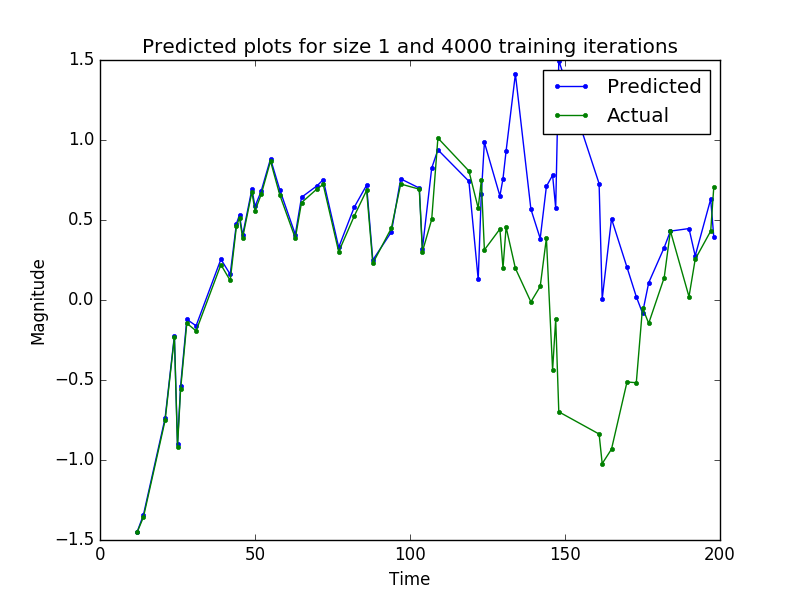 Predicted plots for size 1 and 4000 training iterations
1.5
1.0
0.5
0.0
−0.5
−1.0
−1.5
Magnitude
Predicted
Actual
0
50
100
150
200
Time